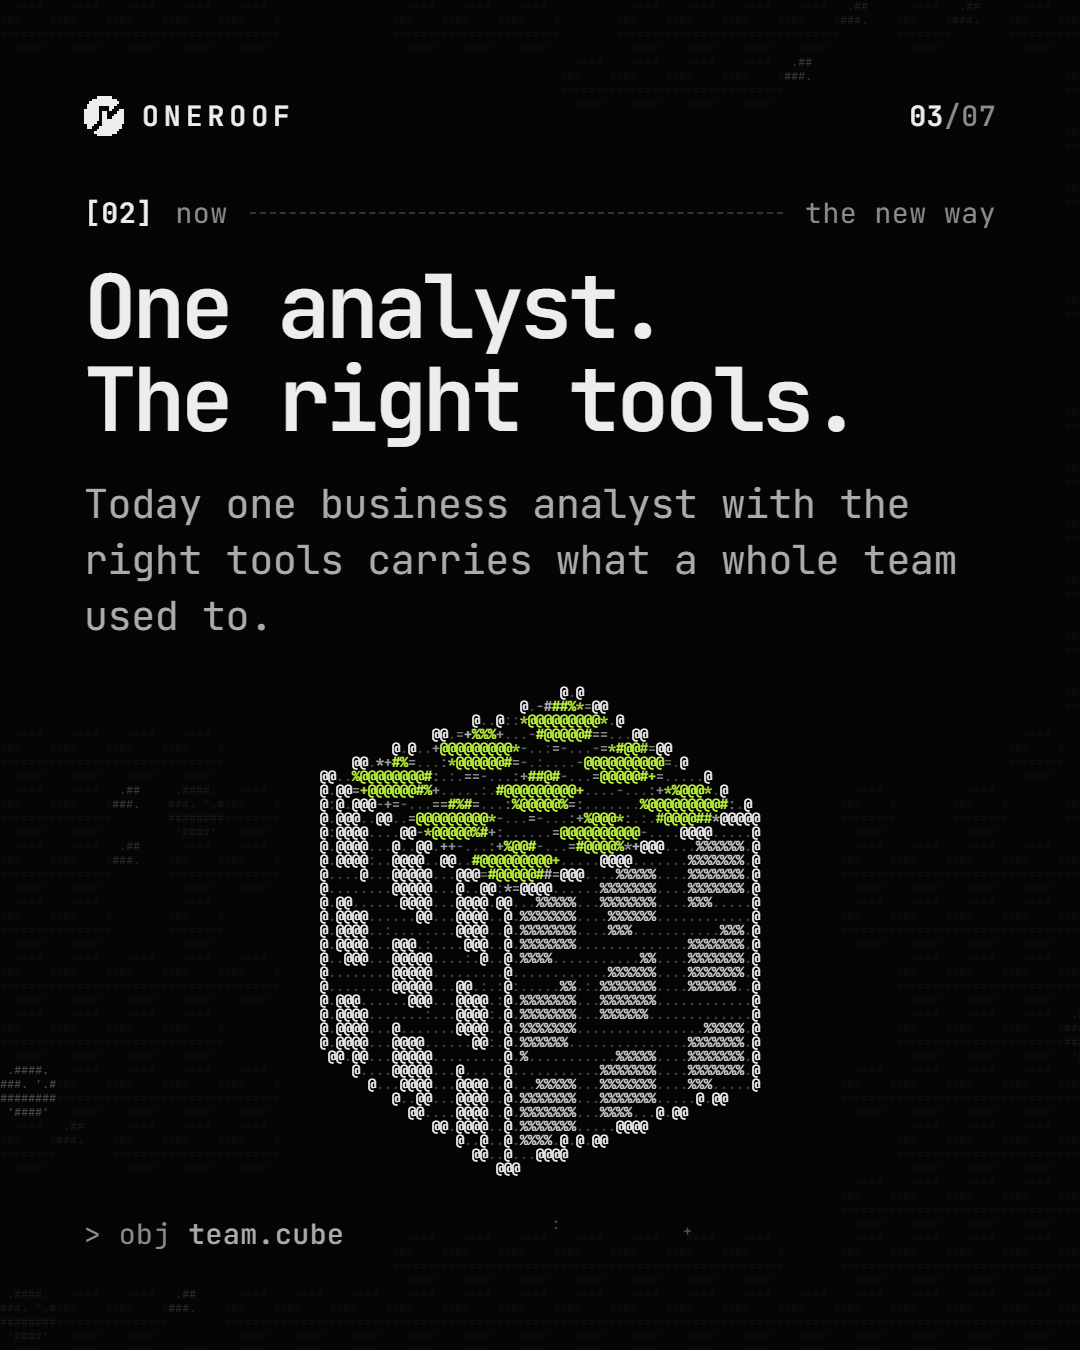 ONEROOF
03/07
[02] now the new way
One analyst.
The right tools.
Today one business analyst with the
right tools carries what a whole team
used to.
> obj team.cube